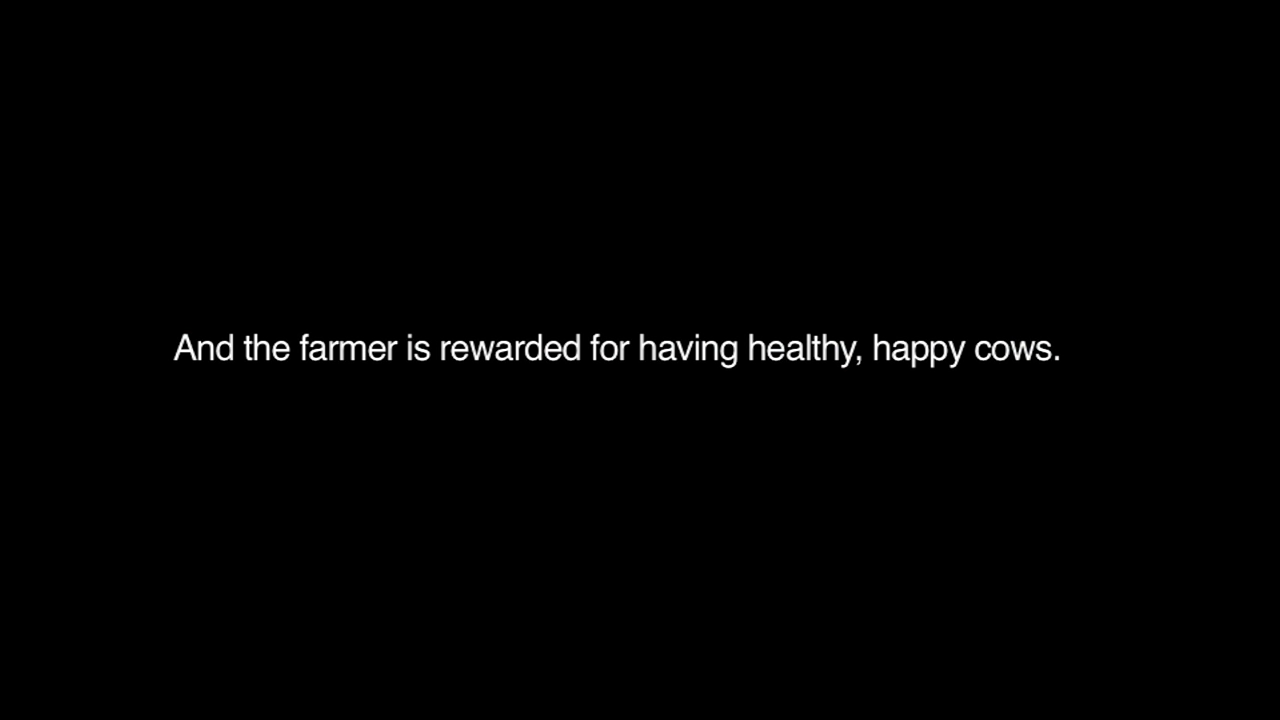 And the farmer is rewarded for having healthy, happy cows.